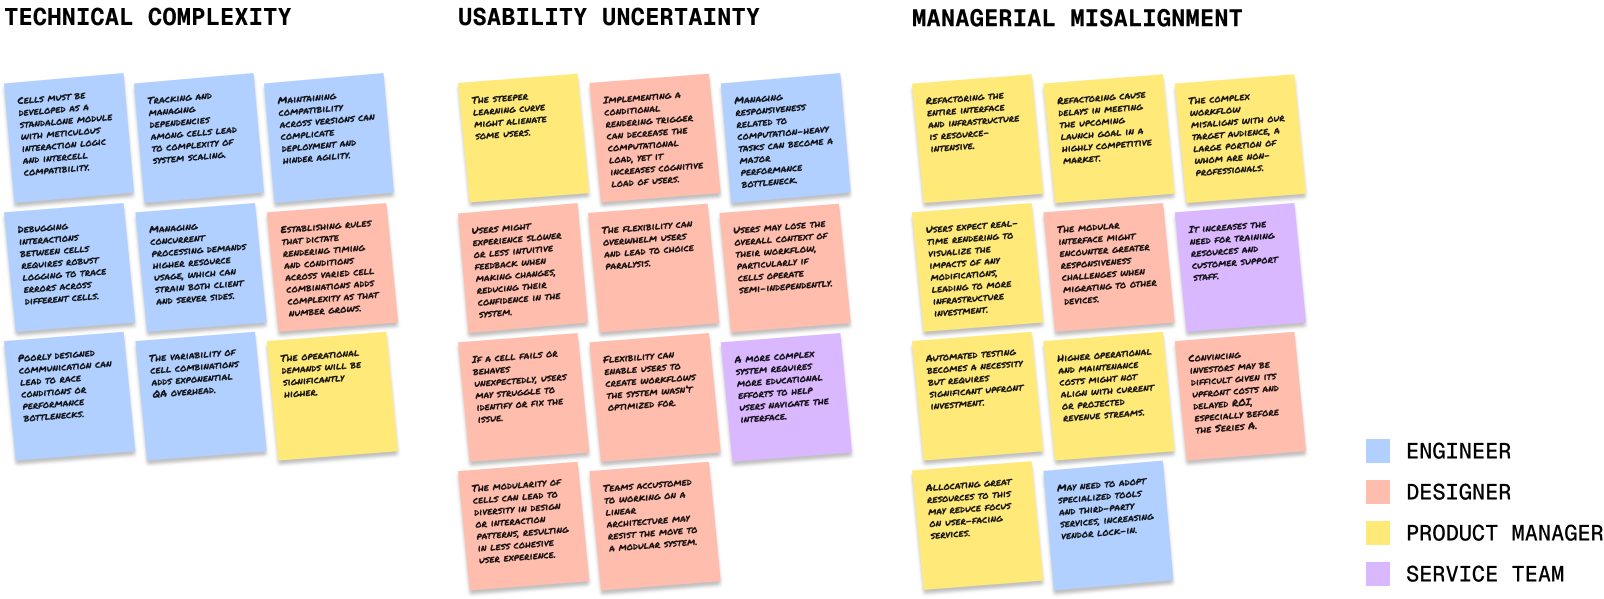 TECHNICAL COMPLEXITY
CELLS MUST BE
DEVELOPED AS A
STANDALONE MODULE
WITH METICULOUS
INTERACTION LOGIC
AND INTERCELL
COMPATIBILITY.
TRACKING AND
MANAGING
DEPENDENCIES
AMONG CELLS LEAD
TO COMPLEXITY OF
SYSTEM SCALING.
MAINTAINING
COMPATIBILITY
ACROSS VERSIONS CAN
COMPLICATE
DEPLOYMENT AND
HINDER AGILITY.
DEBUGGING
INTERACTIONS
BETWEEN CELLS
REQUIRES ROBUST
LOGGING TO TRACE
ERRORS ACROSS
DIFFERENT CELLS.
MANAGING
CONCURRENT
PROCESSING DEMANDS
HIGHER RESOURCE
USAGE, WHICH CAN
STRAIN BOTH CLIENT
AND SERVER SIDES.
ESTABLISHING RULES
THAT DICTATE
RENDERING TIMING
AND CONDITIONS
ACROSS VARIED CELL
COMBINATIONS ADDS
COMPLEXITY AS THAT
NUMBER GROWS.
POORLY DESIGNED
COMMUNICATION CAN
LEAD TO RACE
CONDITIONS OR
PERFORMANCE
BOTTLENECKS.
THE VARIABILITY OF
CELL COMBINATIONS
ADDS EXPONENTIAL
QA OVERHEAD.
THE OPERATIONAL
DEMANDS WILL BE
SIGNIFICANTLY
HIGHER.
USABILITY UNCERTAINTY
THE STEEPER
LEARNING CURVE
MIGHT ALIENATE
SOME USERS.
IMPLEMENTING A
CONDITIONAL
RENDERING TRIGGER
CAN DECREASE THE
COMPUTATIONAL
LOAD, YET IT
INCREASES COGNITIVE
LOAD OF USERS.
MANAGING
RESPONSIVENESS
RELATED TO
COMPUTATION-HEAVY
TASKS CAN BECOME A
MAJOR
PERFORMANCE
BOTTLENECK.
USERS MIGHT
EXPERIENCE SLOWER
OR LESS INTUITIVE
FEEDBACK WHEN
MAKING CHANGES,
REDUCING THEIR
CONFIDENCE IN THE
SYSTEM.
THE FLEXIBILITY CAN
OVERWHELM USERS
AND LEAD TO CHOICE
PARALYSIS.
USERS MAY LOSE THE
OVERALL CONTEXT OF
THEIR WORKFLOW,
PARTICULARLY IF
CELLS OPERATE
SEMI-INDEPENDENTLY.
IF A CELL FAILS OR
BEHAVES
UNEXPECTEDLY, USERS
MAY STRUGGLE TO
IDENTIFY OR FIX THE
ISSUE.
FLEXIBILITY CAN
ENABLE USERS TO
CREATE WORKFLOWS
THE SYSTEM WASN'T
OPTIMIZED FOR.
A MORE COMPLEX
SYSTEM REQUIRES
MORE EDUCATIONAL
EFFORTS TO HELP
USERS NAVIGATE THE
INTERFACE.
THE MODULARITY OF
CELLS CAN LEAD TO
DIVERSITY IN DESIGN
OR INTERACTION
PATTERNS, RESULTING
IN LESS COHESIVE
USER EXPERIENCE.
TEAMS ACCUSTOMED
TO WORKING ON A
LINEAR
ARCHITECTURE MAY
RESIST THE MOVE TO
A MODULAR SYSTEM.
MANAGERIAL MISALIGNMENT
REFACTORING THE
ENTIRE INTERFACE
AND INFRASTRUCTURE
IS RESOURCE-
INTENSIVE.
REFACTORING CAUSE
DELAYS IN MEETING
THE UPCOMING
LAUNCH GOAL IN A
HIGHLY COMPETITIVE
MARKET.
THE COMPLEX
WORKFLOW
MISALIGNS WITH OUR
TARGET AUDIENCE, A
LARGE PORTION OF
WHOM ARE NON-
PROFESSIONALS.
USERS EXPECT REAL-
TIME RENDERING TO
VISUALIZE THE
IMPACTS OF ANY
MODIFICATIONS,
LEADING TO MORE
INFRASTRUCTURE
INVESTMENT.
THE MODULAR
INTERFACE MIGHT
ENCOUNTER GREATER
RESPONSIVENESS
CHALLENGES WHEN
MIGRATING TO OTHER
DEVICES.
IT INCREASES THE
NEED FOR TRAINING
RESOURCES AND
CUSTOMER SUPPORT
STAFF.
AUTOMATED TESTING
BECOMES A NECESSITY
BUT REQUIRES
SIGNIFICANT UPFRONT
INVESTMENT.
HIGHER OPERATIONAL
AND MAINTENANCE
COSTS MIGHT NOT
ALIGN WITH CURRENT
OR PROJECTED
REVENUE STREAMS.
CONVINCING
INVESTORS MAY BE
DIFFICULT GIVEN ITS
UPFRONT COSTS AND
DELAYED ROI,
ESPECIALLY BEFORE
THE SERIES A.
ALLOCATING GREAT
RESOURCES TO THIS
MAY REDUCE FOCUS
ON USER-FACING
SERVICES.
MAY NEED TO ADOPT
SPECIALIZED TOOLS
AND THIRD-PARTY
SERVICES, INCREASING
VENDOR LOCK-IN.
ENGINEER
DESIGNER
PRODUCT MANAGER
SERVICE TEAM